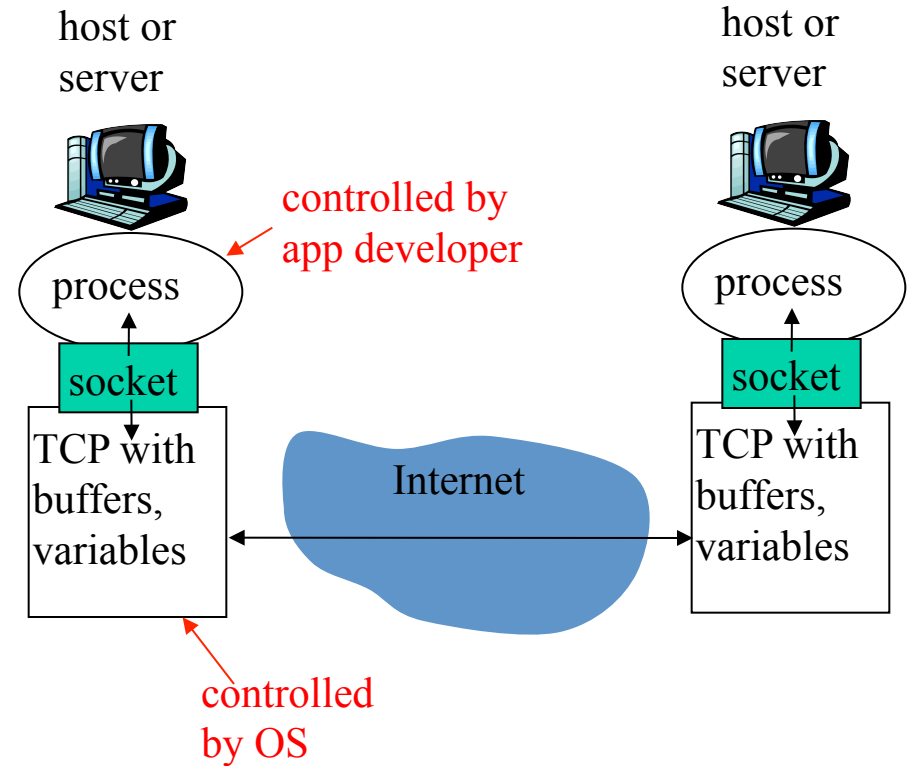 host or
server
host or
server
controlled by
app developer
process
process
socket
socket
TCP with
buffers,
variables
Internet
TCP with
buffers,
variables
controlled
by OS